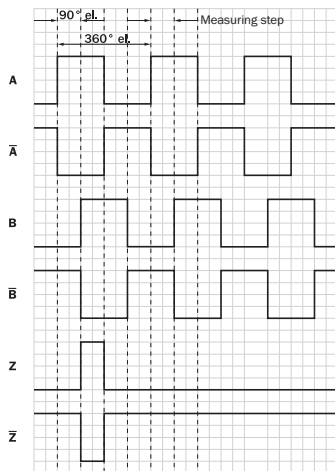 90° el.
Measuring step
360° el.
A
A̅
B
B̅
Z
Z̅